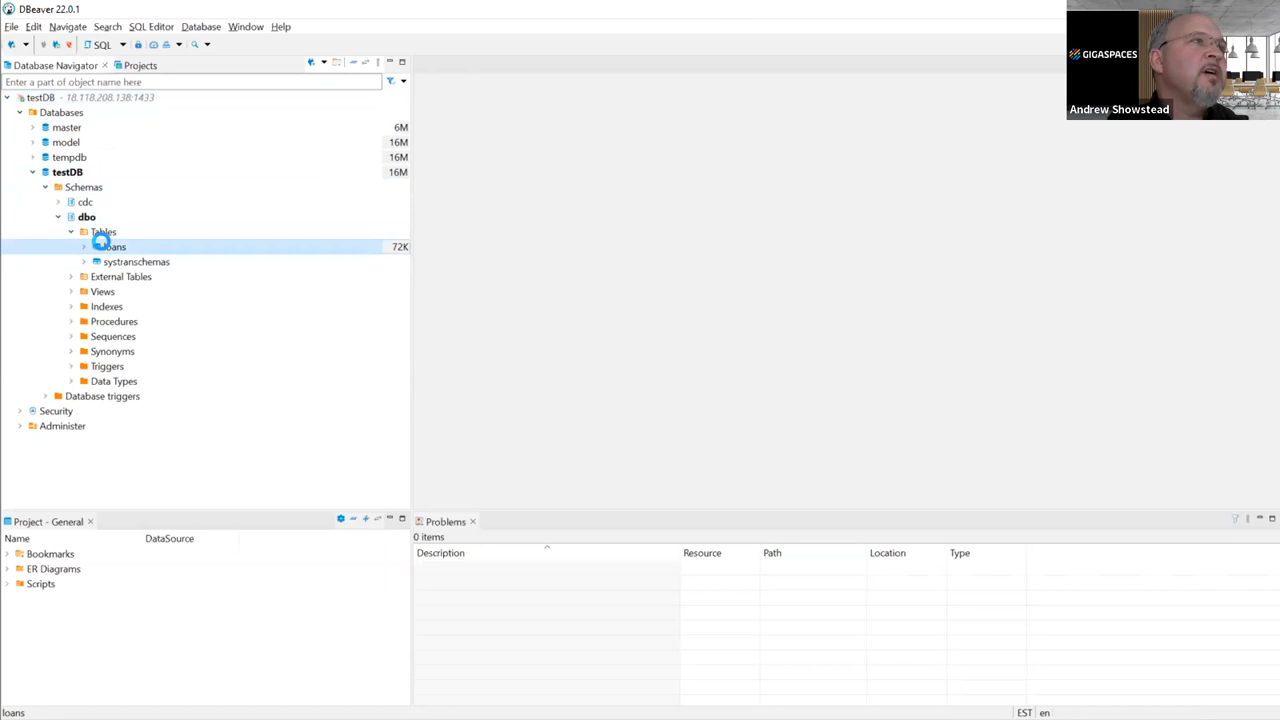 DBeaver 22.0.1
File Edit Navigate Search SQL Editor Database Window Help
SQL
Database Navigator Projects
Enter a part of object name here
testDB - 18.118.208.138:1433
Databases
master 6M
model 16M
tempdb 16M
testDB 16M
Schemas
cdc
dbo
Tables
loans 72K
systranschemas
External Tables
Views
Indexes
Procedures
Sequences
Synonyms
Triggers
Data Types
Database triggers
Security
Administer
GIGASPACES
Andrew Showstead
Project - General
Name DataSource
Bookmarks
ER Diagrams
Scripts
Problems
0 items
Description Resource Path Location Type
loans EST en